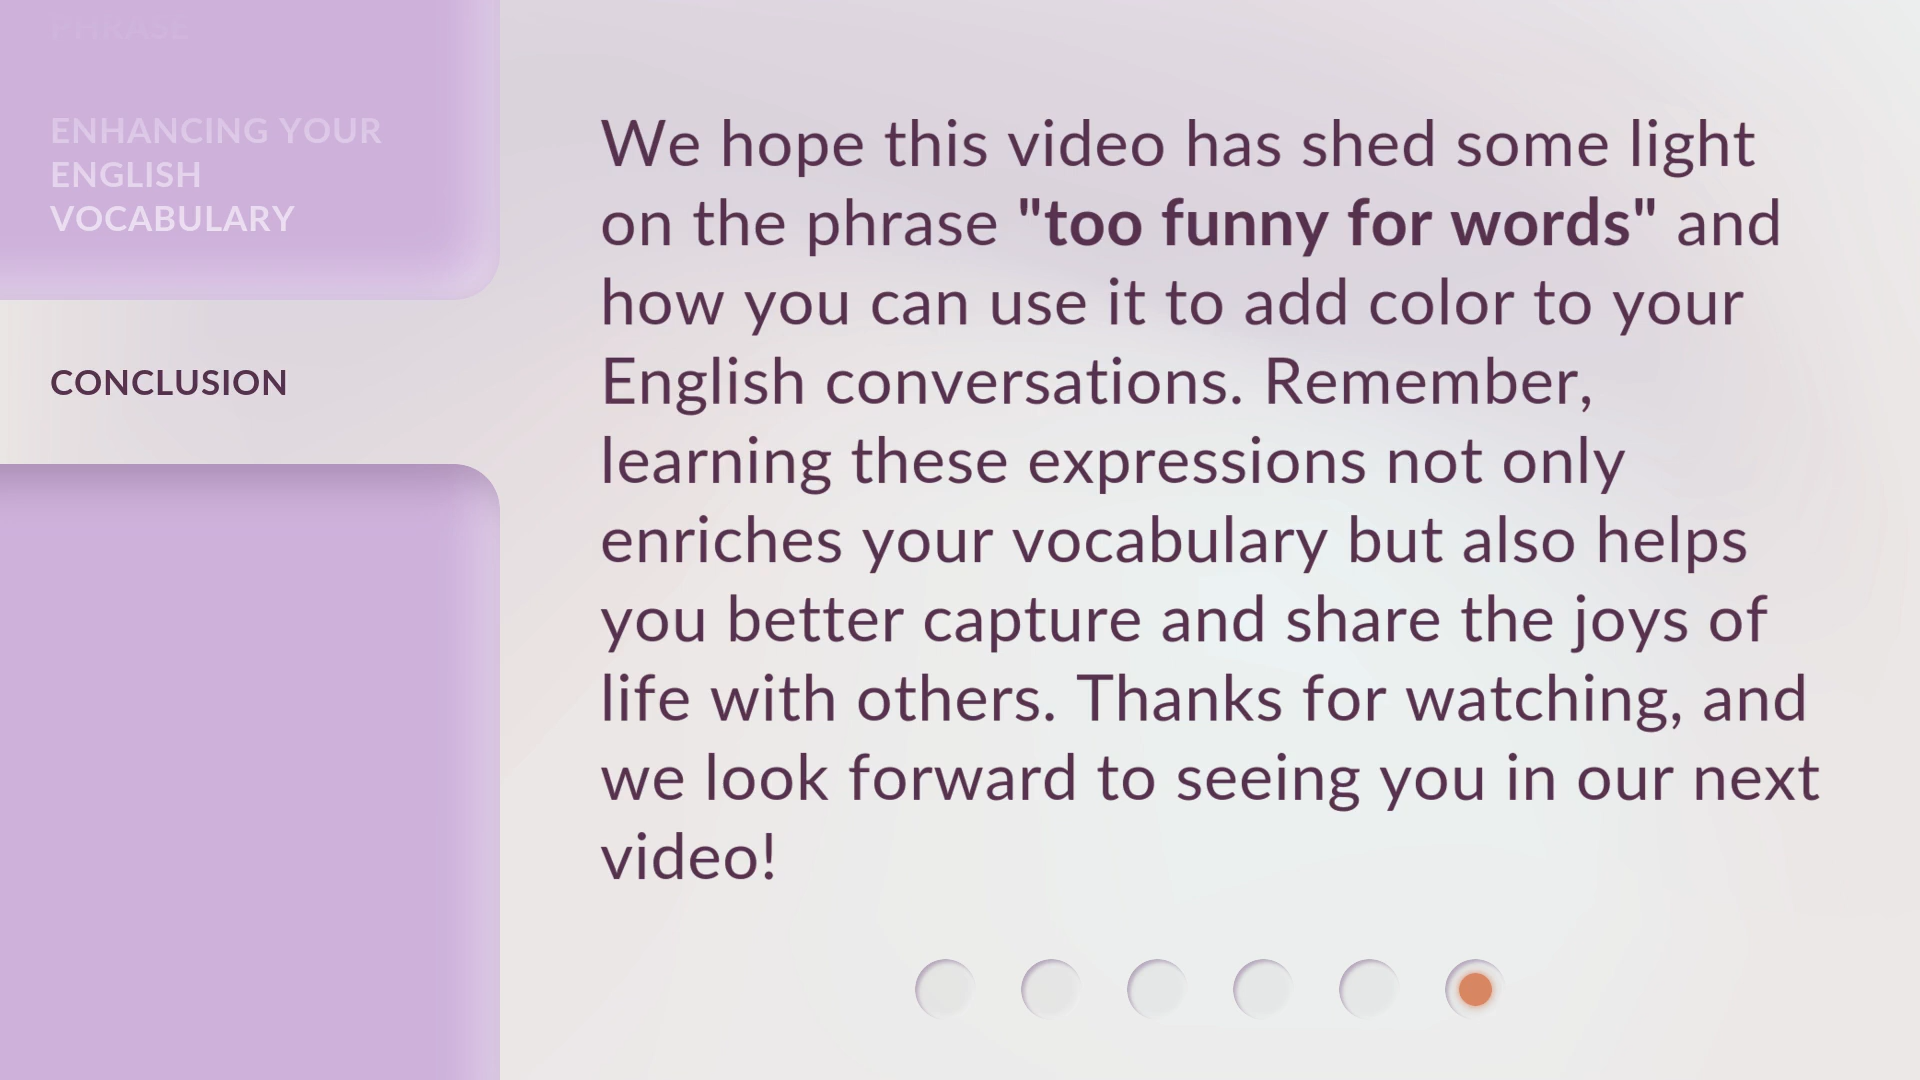 PHRASE
ENHANCING YOUR
ENGLISH
VOCABULARY
CONCLUSION
We hope this video has shed some light
on the phrase "too funny for words" and
how you can use it to add color to your
English conversations. Remember,
learning these expressions not only
enriches your vocabulary but also helps
you better capture and share the joys of
life with others. Thanks for watching, and
we look forward to seeing you in our next
video!